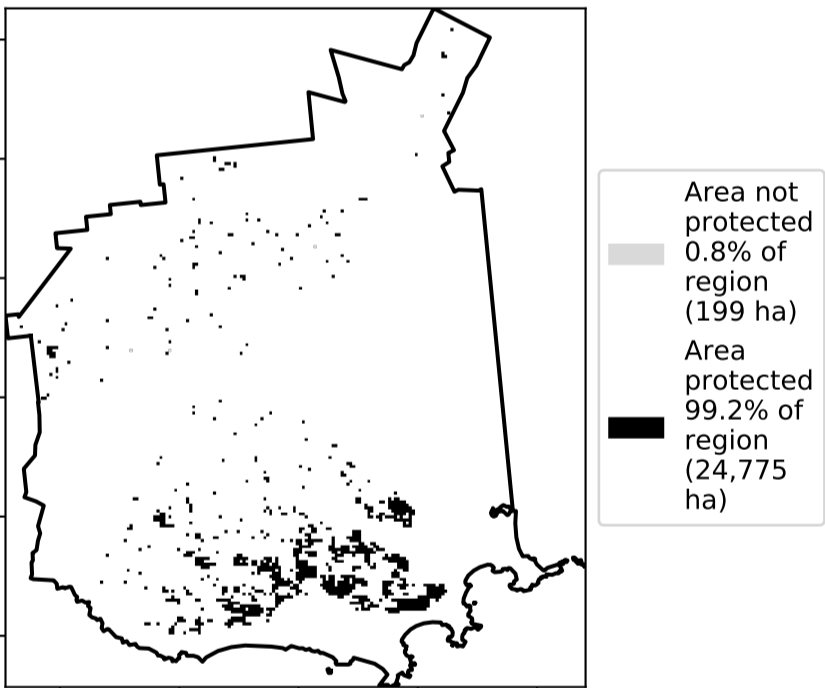 Area not
protected
0.8% of
region
(199 ha)
Area
protected
99.2% of
region
(24,775
ha)